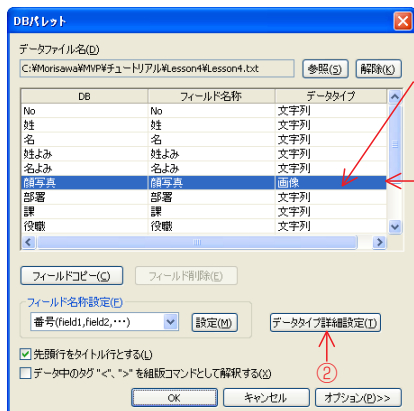 DBパレット
データファイル名(D)
C:¥Morisawa¥MVP¥チュートリアル¥Lesson4¥Lesson4.txt 参照(S) 解除(K)
DB フィールド名称 データタイプ
No No 文字列
姓 姓 文字列
名 名 文字列
姓よみ 姓よみ 文字列
名よみ 名よみ 文字列
顔写真 顔写真 画像
部署 部署 文字列
課 課 文字列
役職 役職 文字列
フィールドコピー(C) フィールド削除(E)
フィールド名称設定(F)
番号(field1,field2,・・・) 設定(M) データタイプ詳細設定(T)
先頭行をタイトル行とする(L)
②
データ中のタグ "<"、">" を組版コマンドとして解釈する(X)
OK キャンセル オプション(P)>>